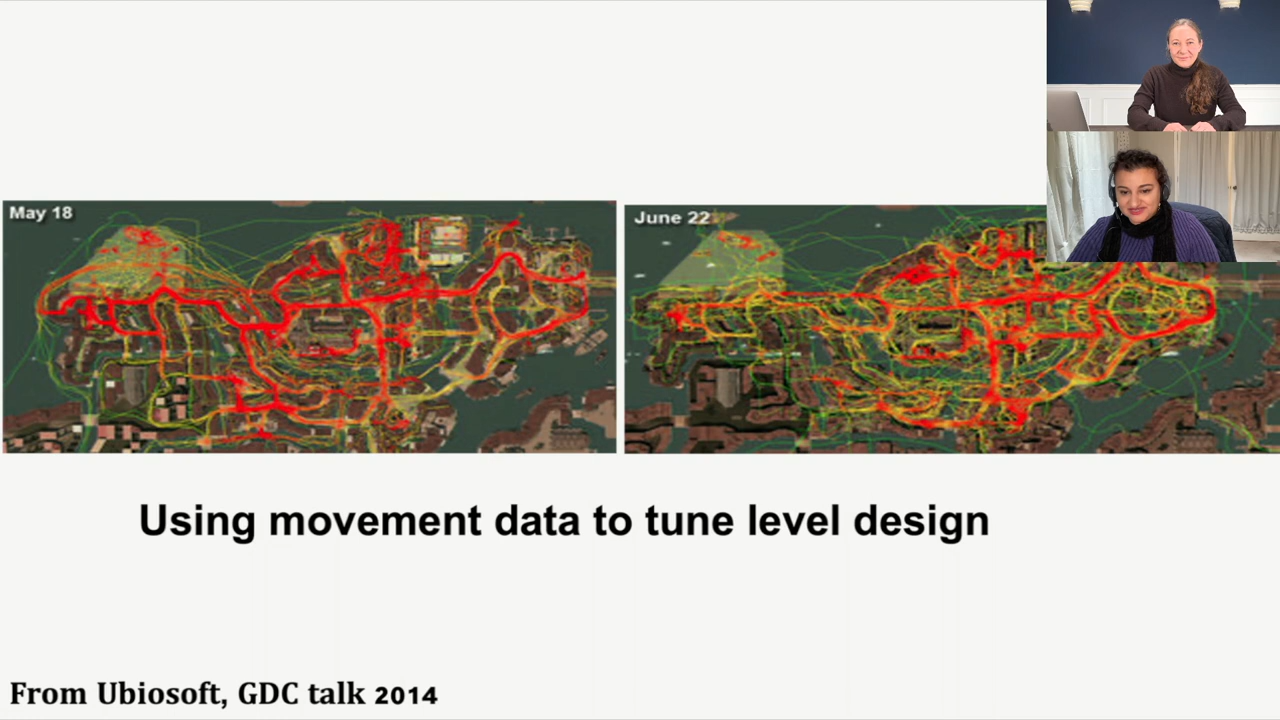 May 18
June 22
Using movement data to tune level design
From Ubiosoft, GDC talk 2014